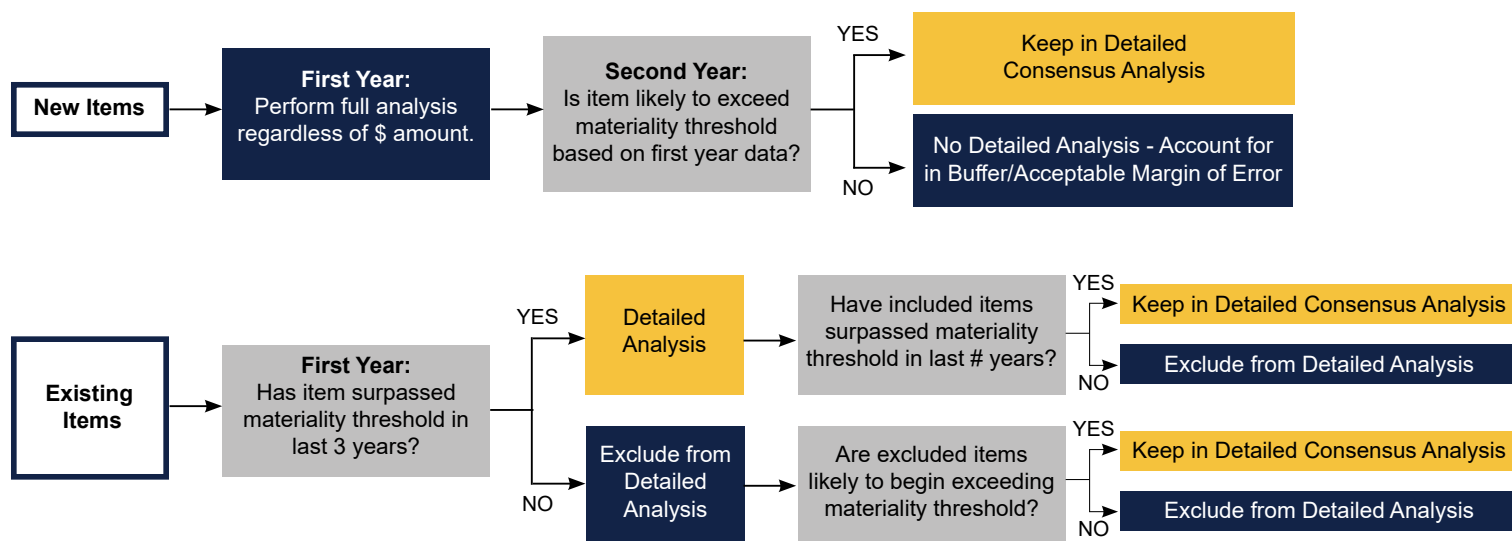 New Items
First Year:
Perform full analysis
regardless of $ amount.
Second Year:
Is item likely to exceed
materiality threshold
based on first year data?
YES
Keep in Detailed
Consensus Analysis
NO
No Detailed Analysis - Account for
in Buffer/Acceptable Margin of Error
Existing
Items
First Year:
Has item surpassed
materiality threshold in
last 3 years?
YES
Detailed
Analysis
Have included items
surpassed materiality
threshold in last # years?
YES
Keep in Detailed Consensus Analysis
NO
Exclude from Detailed Analysis
NO
Exclude from
Detailed
Analysis
Are excluded items
likely to begin exceeding
materiality threshold?
YES
Keep in Detailed Consensus Analysis
NO
Exclude from Detailed Analysis